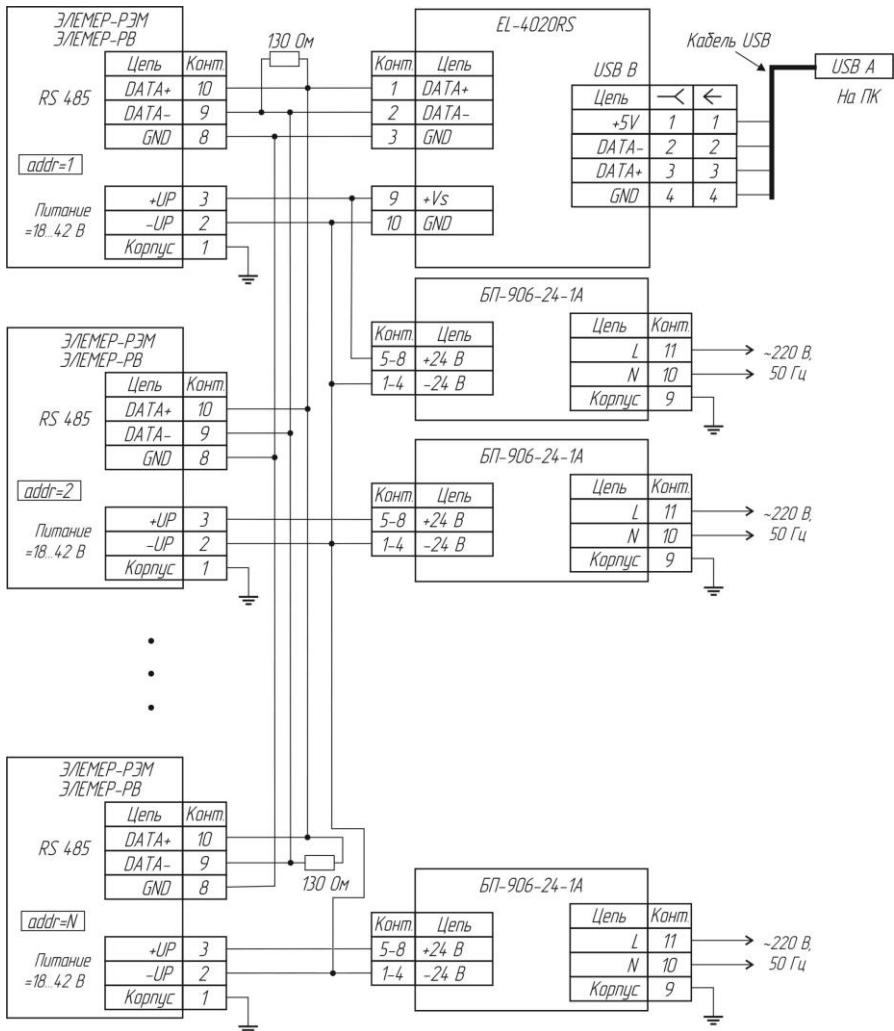 ЭЛЕМЕР-РЭМ
ЭЛЕМЕР-РВ
Цепь Конт.
RS 485
DATA+ 10
DATA- 9
GND 8
addr=1
Питание
=18...42 В
+UP 3
-UP 2
Корпус 1
130 Ом
EL-4020RS
Конт. Цепь
1 DATA+
2 DATA-
3 GND
9 +Vs
10 GND
USB B
Цепь
+5V 1 1
DATA- 2 2
DATA+ 3 3
GND 4 4
Кабель USB
USB A
На ПК
БП-906-24-1А
Конт. Цепь
5-8 +24 В
1-4 -24 В
Цепь Конт.
L 11
N 10
Корпус 9
~220 В,
50 Гц
ЭЛЕМЕР-РЭМ
ЭЛЕМЕР-РВ
Цепь Конт.
RS 485
DATA+ 10
DATA- 9
GND 8
addr=2
Питание
=18...42 В
+UP 3
-UP 2
Корпус 1
БП-906-24-1А
Конт. Цепь
5-8 +24 В
1-4 -24 В
Цепь Конт.
L 11
N 10
Корпус 9
~220 В,
50 Гц
ЭЛЕМЕР-РЭМ
ЭЛЕМЕР-РВ
Цепь Конт.
RS 485
DATA+ 10
DATA- 9
GND 8
addr=N
Питание
=18...42 В
+UP 3
-UP 2
Корпус 1
130 Ом
БП-906-24-1А
Конт. Цепь
5-8 +24 В
1-4 -24 В
Цепь Конт.
L 11
N 10
Корпус 9
~220 В,
50 Гц